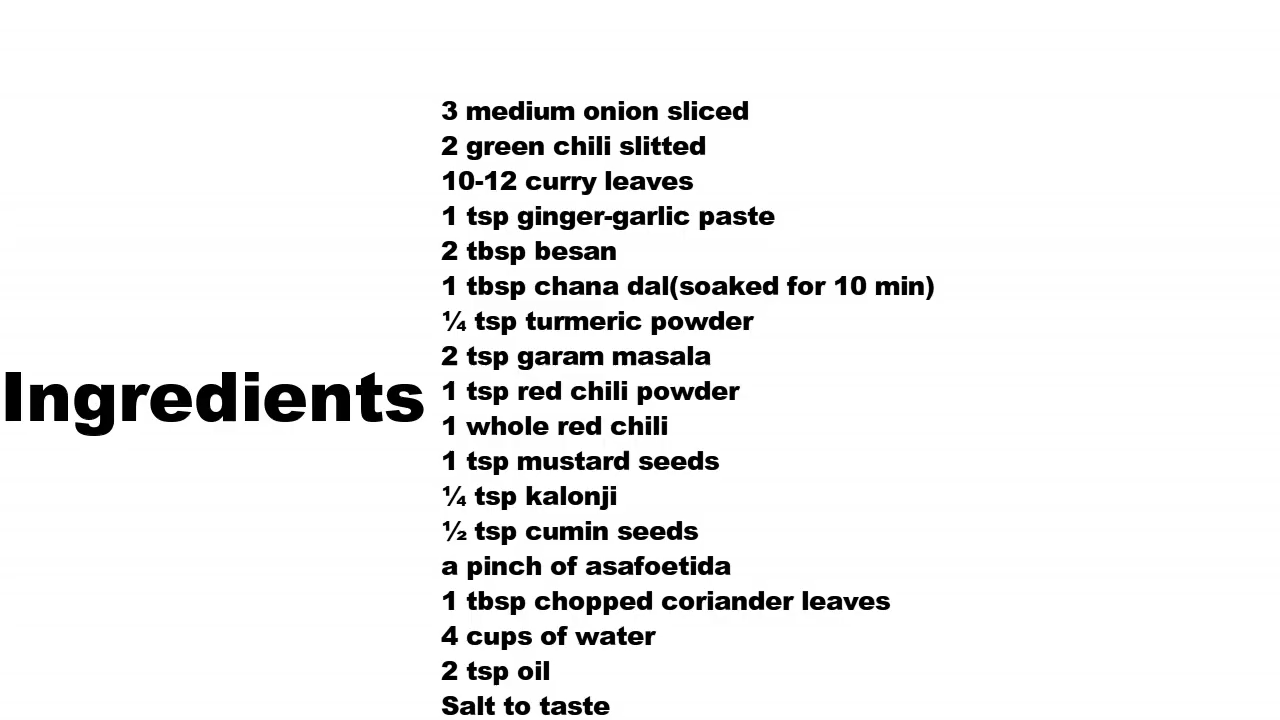 Ingredients
3 medium onion sliced
2 green chili slitted
10-12 curry leaves
1 tsp ginger-garlic paste
2 tbsp besan
1 tbsp chana dal(soaked for 10 min)
¼ tsp turmeric powder
2 tsp garam masala
1 tsp red chili powder
1 whole red chili
1 tsp mustard seeds
¼ tsp kalonji
½ tsp cumin seeds
a pinch of asafoetida
1 tbsp chopped coriander leaves
4 cups of water
2 tsp oil
Salt to taste